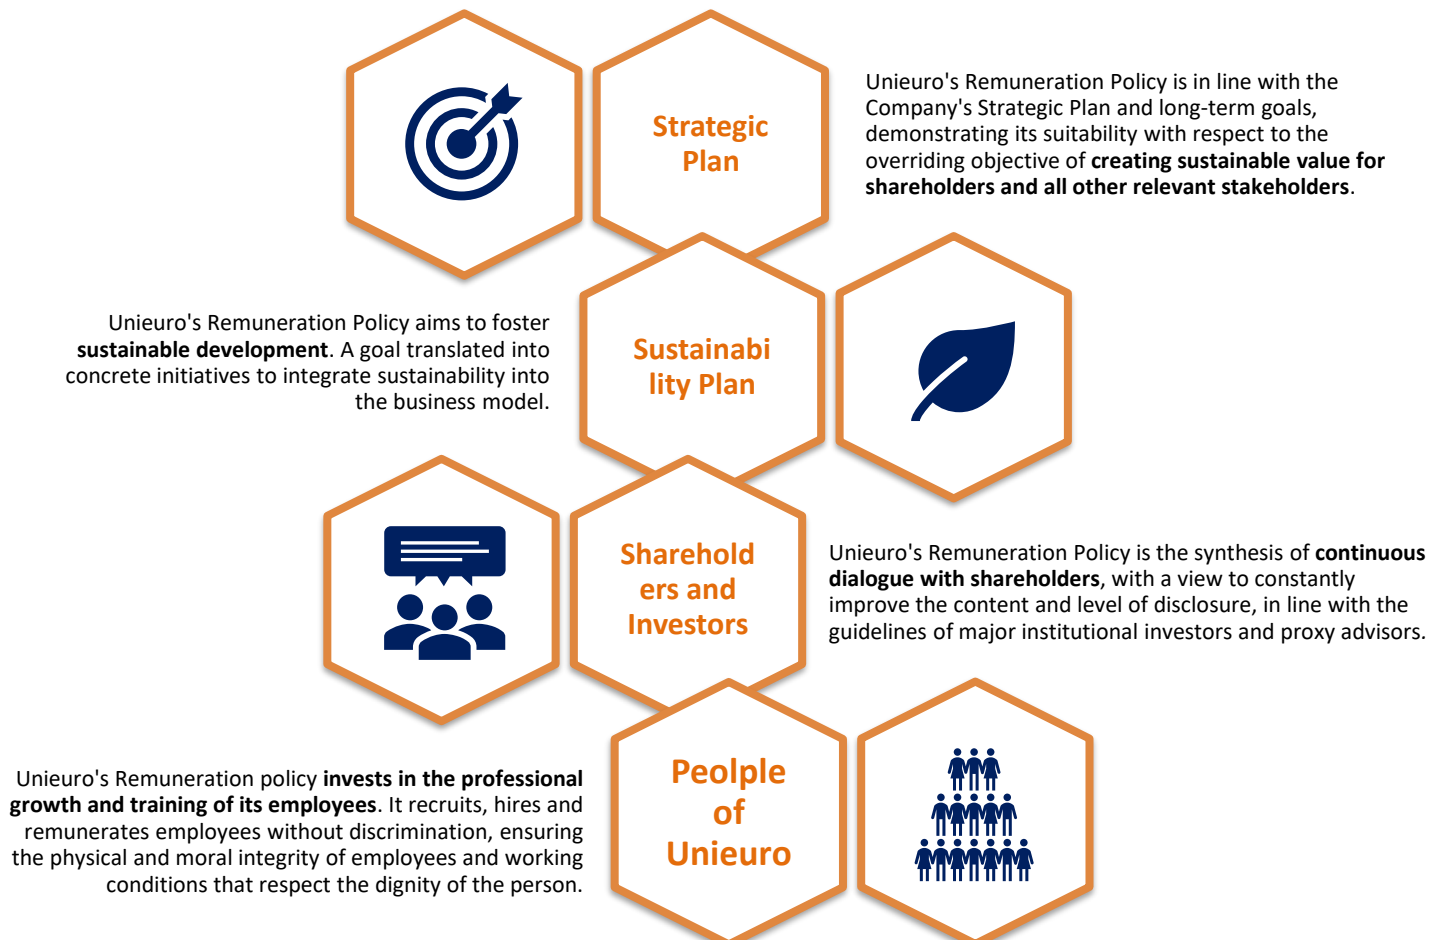 Strategic
Plan
Unieuro's Remuneration Policy is in line with the
Company's Strategic Plan and long-term goals,
demonstrating its suitability with respect to the
overriding objective of creating sustainable value for
shareholders and all other relevant stakeholders.
Unieuro's Remuneration Policy aims to foster
sustainable development. A goal translated into
concrete initiatives to integrate sustainability into
the business model.
Sustainabi
lity Plan
Sharehold
ers and
Investors
Unieuro's Remuneration Policy is the synthesis of continuous
dialogue with shareholders, with a view to constantly
improve the content and level of disclosure, in line with the
guidelines of major institutional investors and proxy advisors.
Unieuro's Remuneration policy invests in the professional
growth and training of its employees. It recruits, hires and
remunerates employees without discrimination, ensuring
the physical and moral integrity of employees and working
conditions that respect the dignity of the person.
Peolple
of
Unieuro